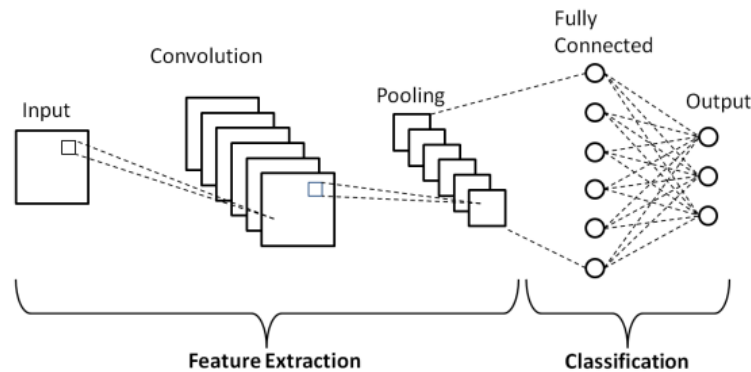 Input
Convolution
Pooling
Fully
Connected
Output
Feature Extraction
Classification